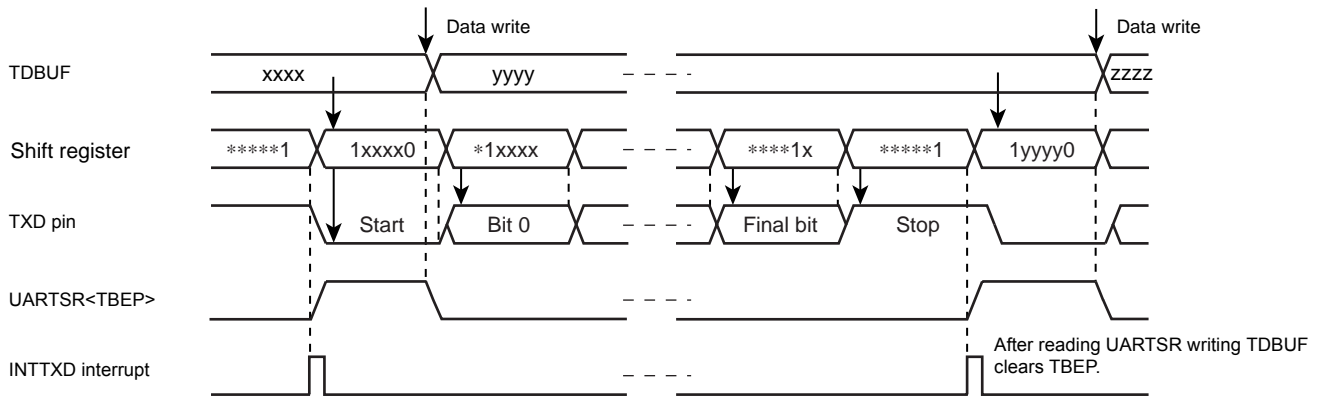 Data write
Data write
TDBUF
xxxx
yyyy
zzzz
Shift register
*****1
1xxxx0
*1xxxx
****1x
*****1
1yyyy0
TXD pin
Start
Bit 0
Final bit
Stop
UARTSR<TBEP>
INTTXD interrupt
After reading UARTSR writing TDBUF
clears TBEP.